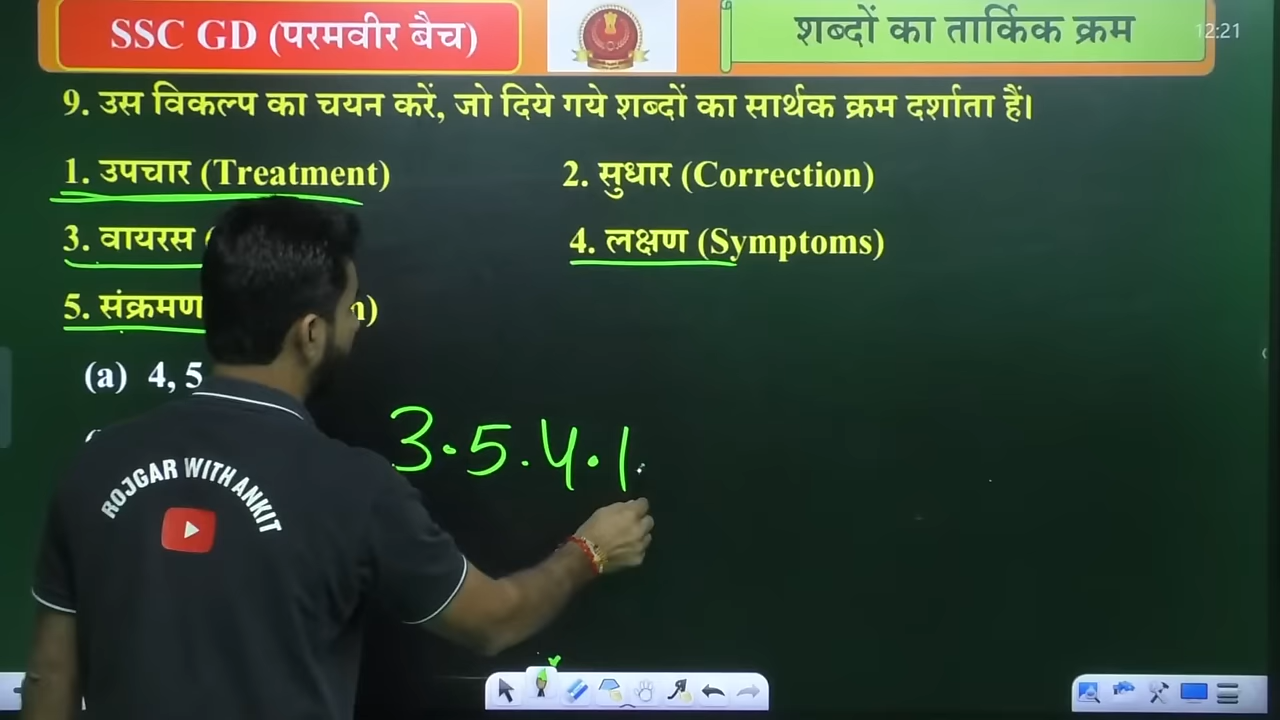 SSC GD (परमवीर बैच)
शब्दों का तार्किक क्रम
12:21
9. उस विकल्प का चयन करें, जो दिये गये शब्दों का सार्थक क्रम दर्शाता हैं।
1. उपचार (Treatment)
2. सुधार (Correction)
3. वायरस
4. लक्षण (Symptoms)
5. संक्रमण
(a) 4, 5
3.5.4.1
ROJGAR WITH ANKIT